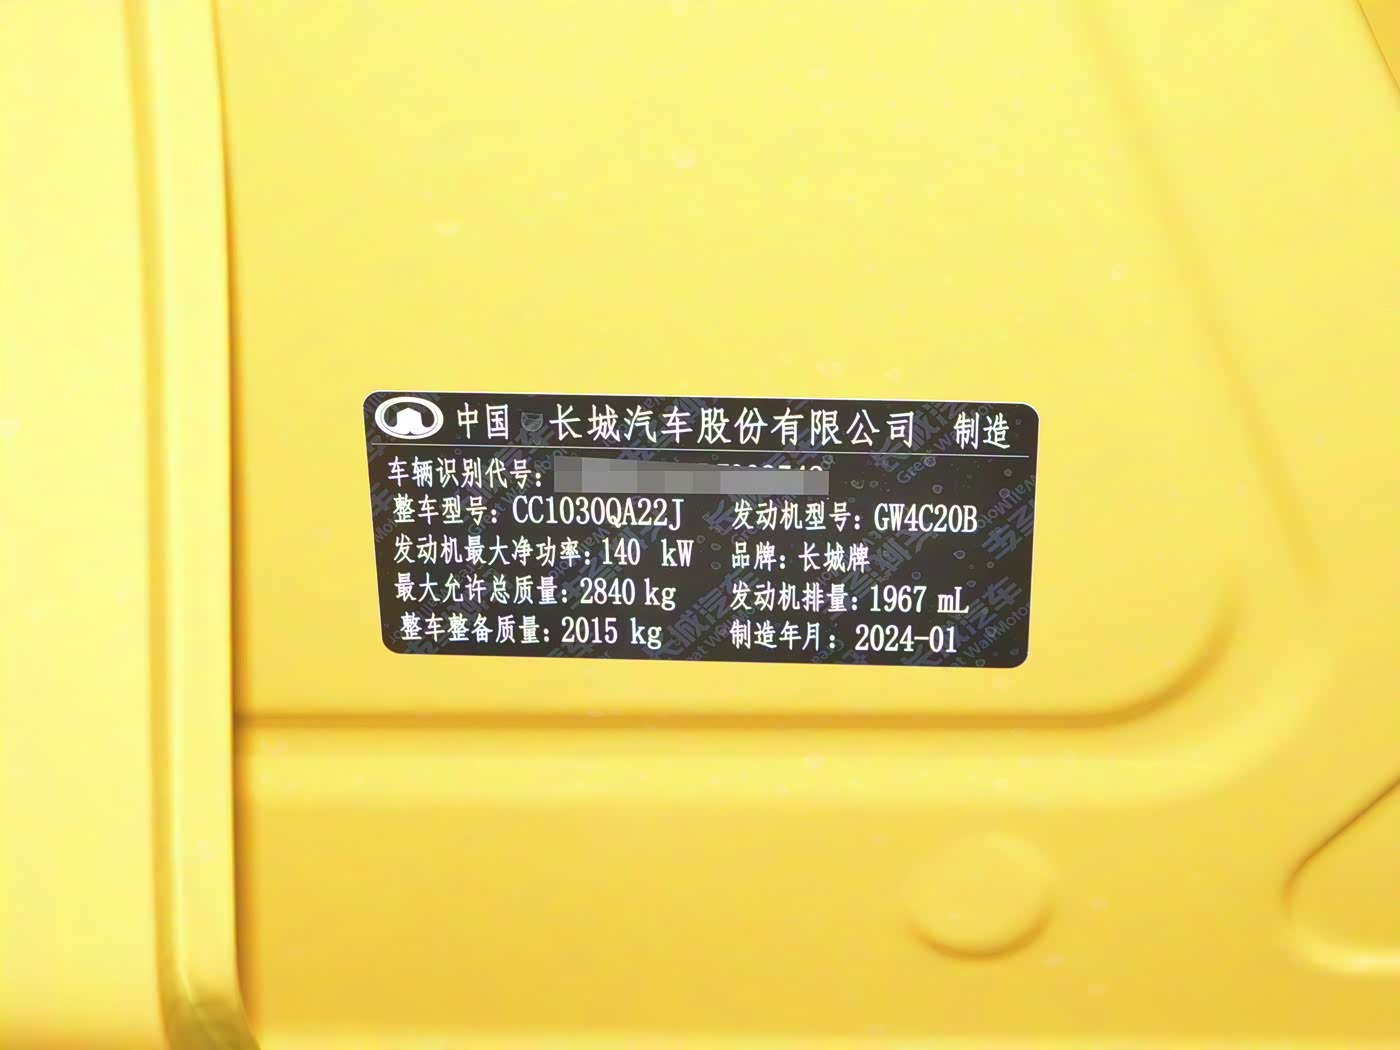 中国 长城汽车股份有限公司 制造
车辆识别代号：
整车型号：CC1030QA22J 发动机型号：GW4C20B
发动机最大净功率：140 kW 品牌：长城牌
最大允许总质量：2840 kg 发动机排量：1967 mL
整车整备质量：2015 kg 制造年月：2024-01